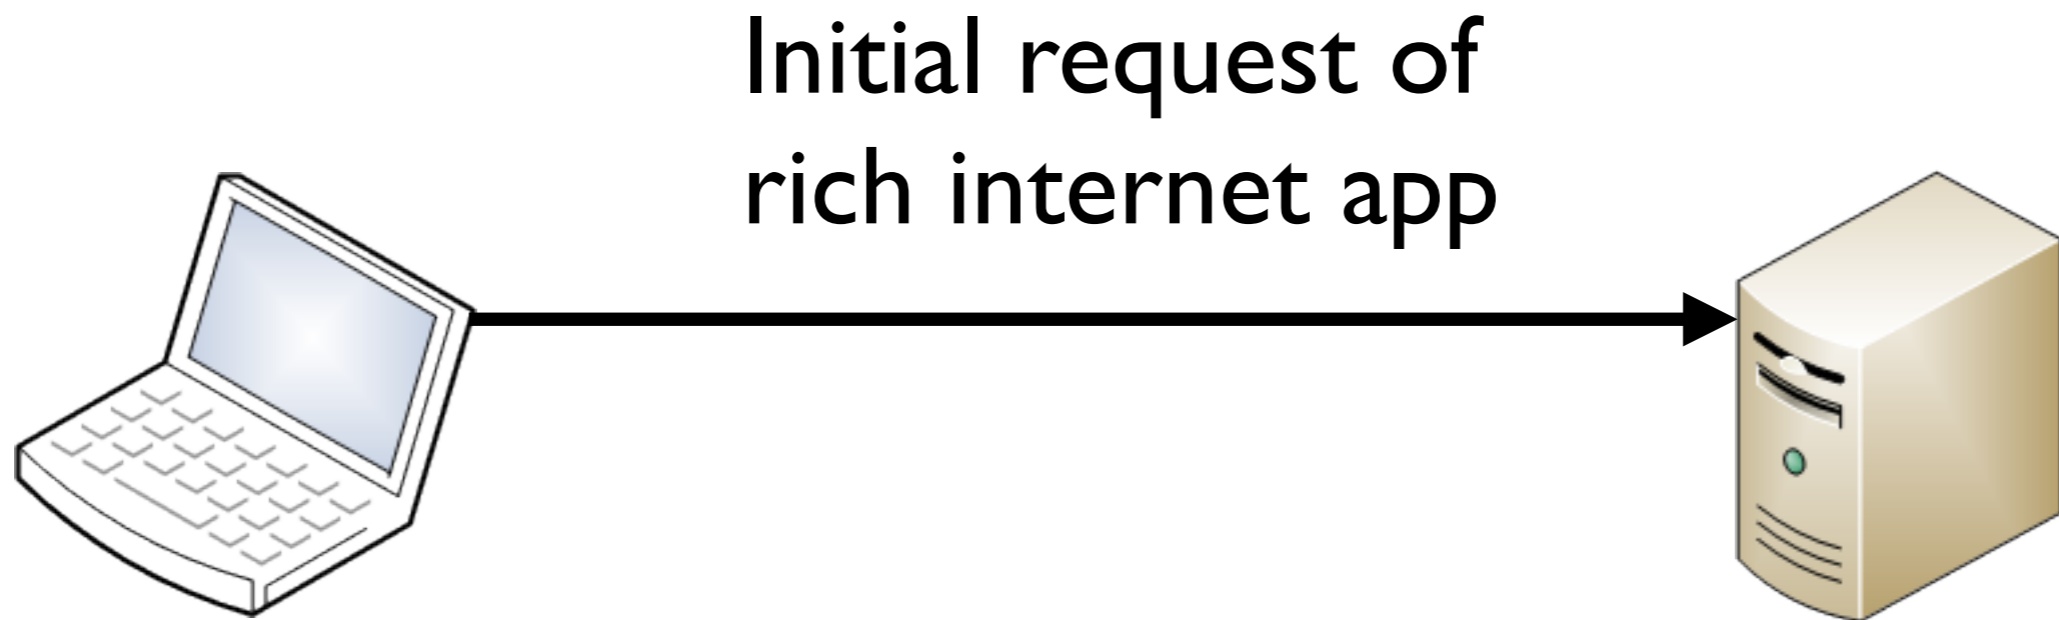 Initial request of
rich internet app